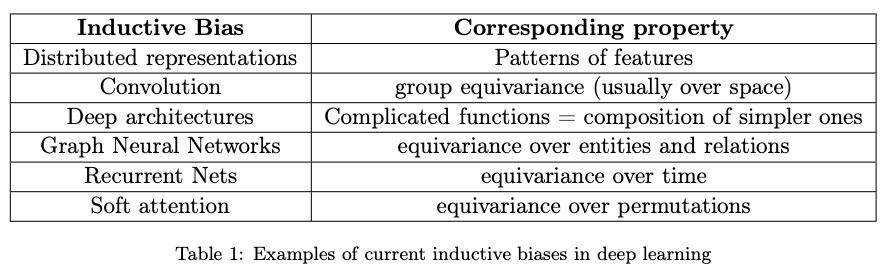 Inductive Bias Corresponding property
Distributed representations Patterns of features
Convolution group equivariance (usually over space)
Deep architectures Complicated functions = composition of simpler ones
Graph Neural Networks equivariance over entities and relations
Recurrent Nets equivariance over time
Soft attention equivariance over permutations
Table 1: Examples of current inductive biases in deep learning